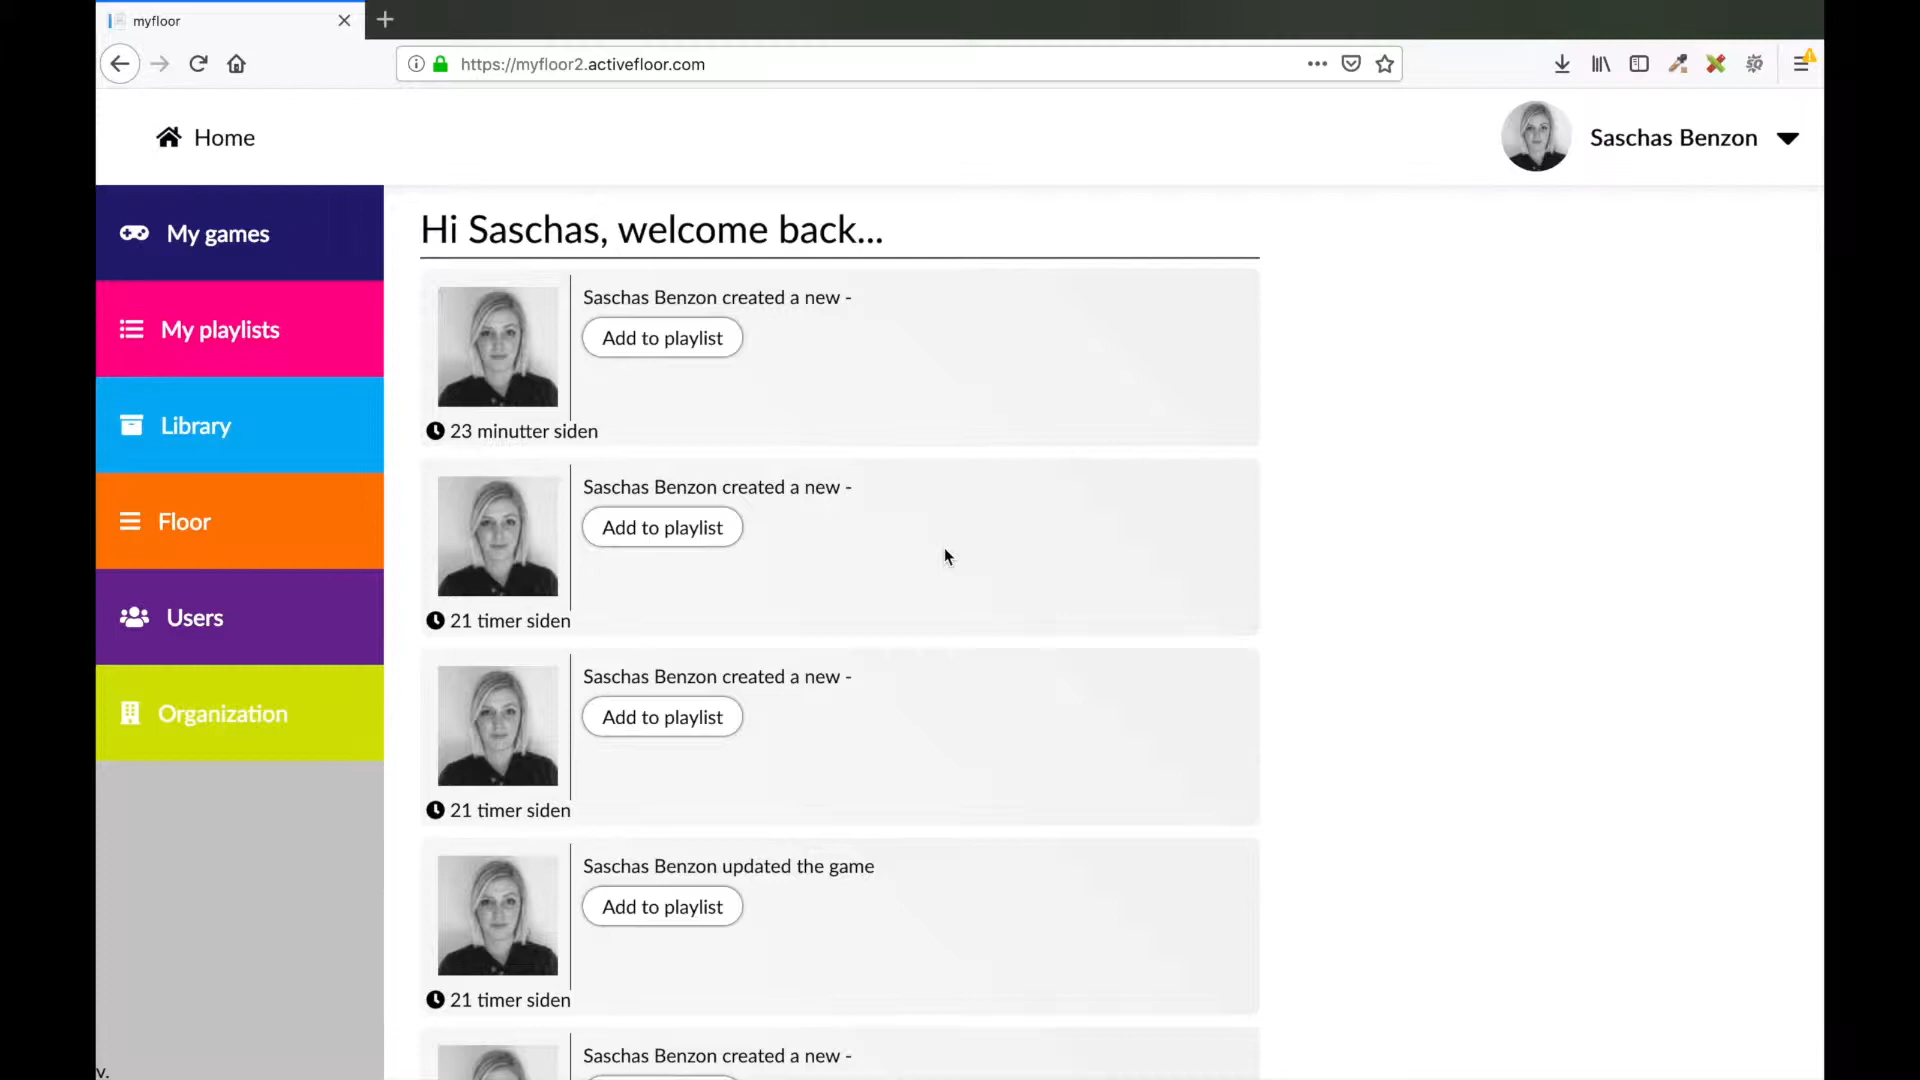 myfloor
https://myfloor2.activefloor.com
Home
Saschas Benzon
My games
My playlists
Library
Floor
Users
Organization
Hi Saschas, welcome back...
Saschas Benzon created a new -
Add to playlist
23 minutter siden
Saschas Benzon created a new -
Add to playlist
21 timer siden
Saschas Benzon created a new -
Add to playlist
21 timer siden
Saschas Benzon updated the game
Add to playlist
21 timer siden
Saschas Benzon created a new -
v.